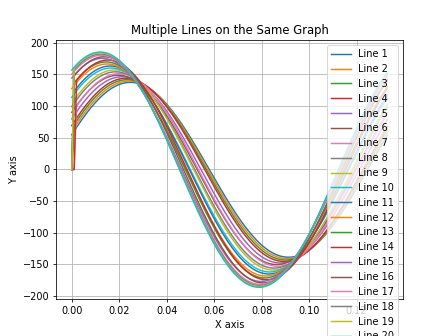 Multiple Lines on the Same Graph
200
150
100
50
0
−50
−100
−150
−200
Y axis
0.00
0.02
0.04
0.06
0.08
0.10
X axis
Line 1
Line 2
Line 3
Line 4
Line 5
Line 6
Line 7
Line 8
Line 9
Line 10
Line 11
Line 12
Line 13
Line 14
Line 15
Line 16
Line 17
Line 18
Line 19
Line 20